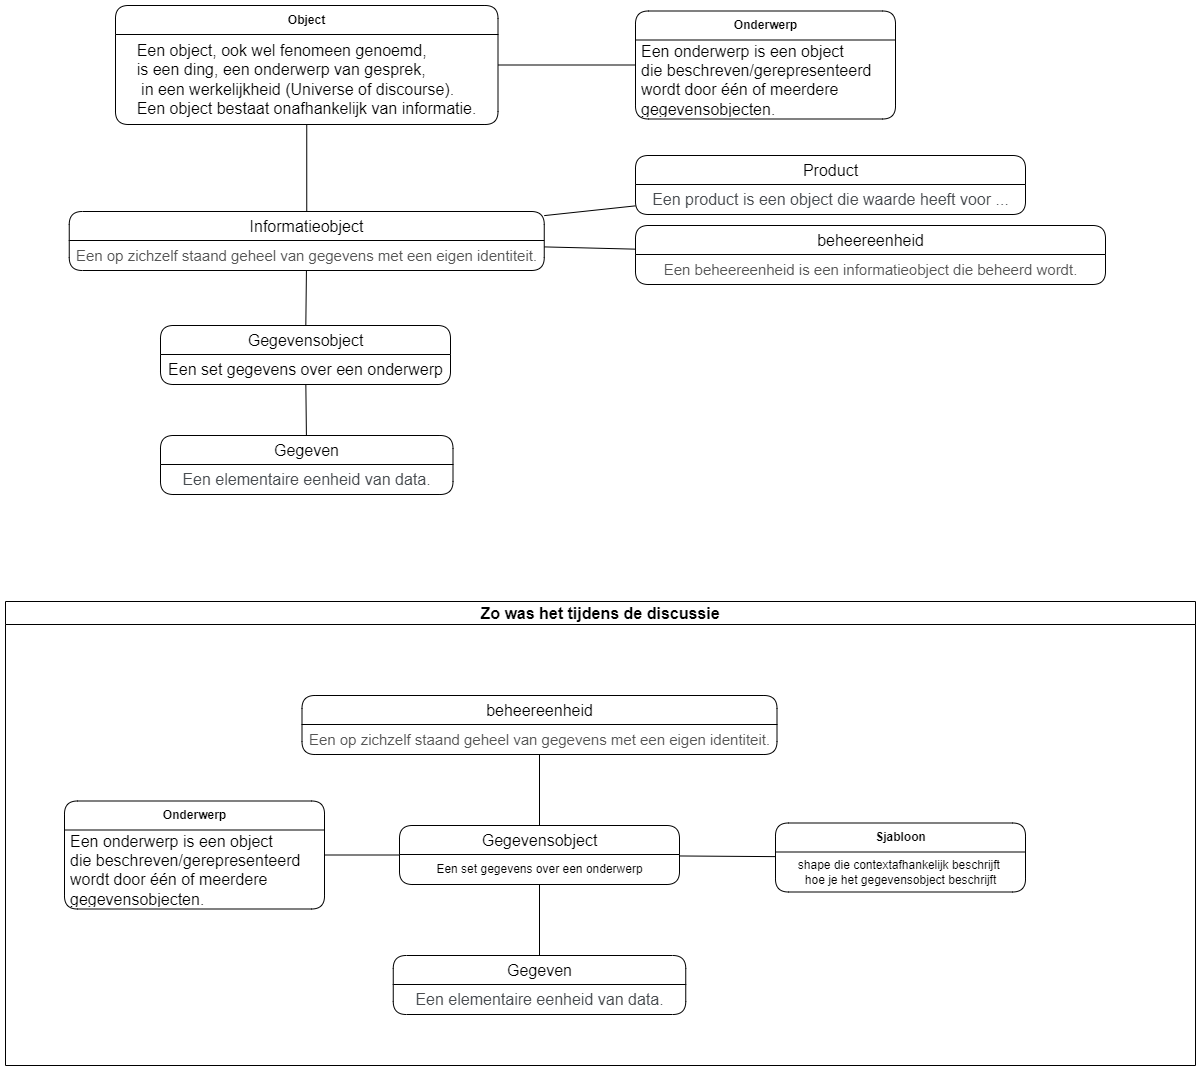 Object
Een object, ook wel fenomeen genoemd,
is een ding, een onderwerp van gesprek,
in een werkelijkheid (Universe of discourse).
Een object bestaat onafhankelijk van informatie.
Onderwerp
Een onderwerp is een object
die beschreven/gerepresenteerd
wordt door één of meerdere
gegevensobjecten.
Product
Een product is een object die waarde heeft voor ...
Informatieobject
Een op zichzelf staand geheel van gegevens met een eigen identiteit.
beheereenheid
Een beheereenheid is een informatieobject die beheerd wordt.
Gegevensobject
Een set gegevens over een onderwerp
Gegeven
Een elementaire eenheid van data.
Zo was het tijdens de discussie
beheereenheid
Een op zichzelf staand geheel van gegevens met een eigen identiteit.
Onderwerp
Een onderwerp is een object
die beschreven/gerepresenteerd
wordt door één of meerdere
gegevensobjecten.
Gegevensobject
Een set gegevens over een onderwerp
Sjabloon
shape die contextafhankelijk beschrijft
hoe je het gegevensobject beschrijft
Gegeven
Een elementaire eenheid van data.